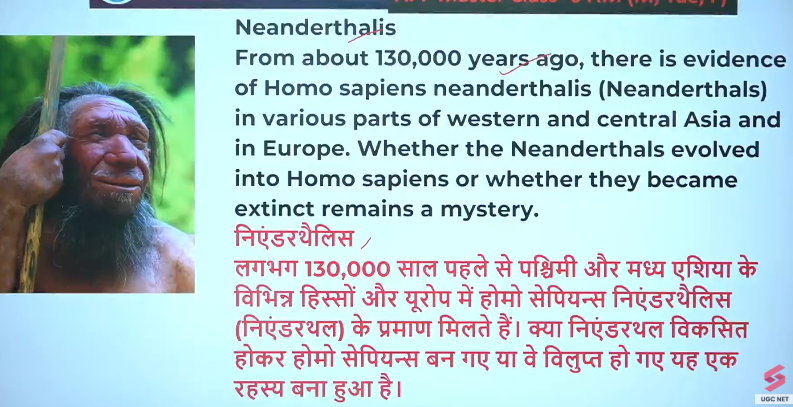 Neanderthalis
From about 130,000 years ago, there is evidence
of Homo sapiens neanderthalis (Neanderthals)
in various parts of western and central Asia and
in Europe. Whether the Neanderthals evolved
into Homo sapiens or whether they became
extinct remains a mystery.
निएंडरथैलिस
लगभग 130,000 साल पहले से पश्चिमी और मध्य एशिया के
विभिन्न हिस्सों और यूरोप में होमो सेपियन्स निएंडरथैलिस
(निएंडरथल) के प्रमाण मिलते हैं। क्या निएंडरथल विकसित
होकर होमो सेपियन्स बन गए या वे विलुप्त हो गए यह एक
रहस्य बना हुआ है।
UGC NET